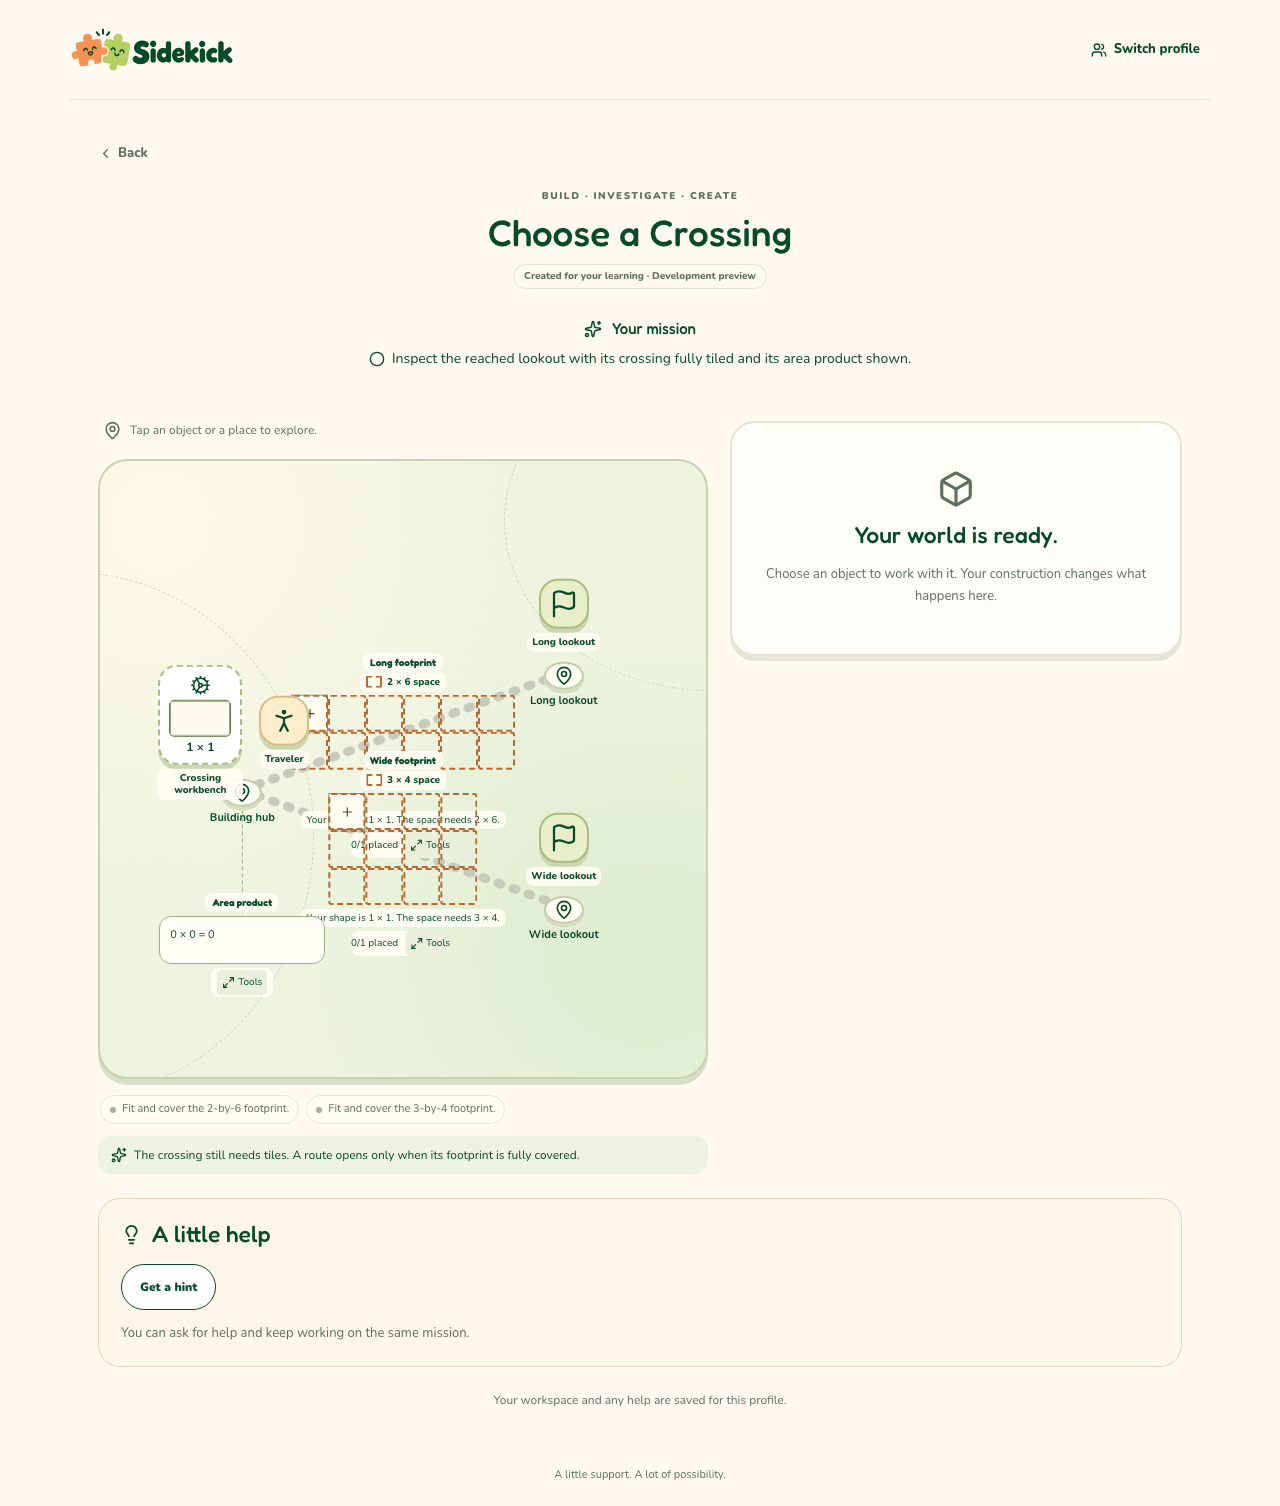 Sidekick
Switch profile
Back
BUILD · INVESTIGATE · CREATE
Choose a Crossing
Created for your learning · Development preview
Your mission
Inspect the reached lookout with its crossing fully tiled and its area product shown.
Tap an object or a place to explore.
Your world is ready.
Choose an object to work with it. Your construction changes what
happens here.
Long lookout
Long lookout
Long footprint
2 × 6 space
+
1 × 1
Crossing
workbench
Traveler
Building hub
Wide footprint
3 × 4 space
+
Your 1 × 1. The space needs 2 × 6.
0/1 placed
Tools
Wide lookout
Wide lookout
Your shape is 1 × 1. The space needs 3 × 4.
0/1 placed
Tools
Area product
0 × 0 = 0
Tools
Fit and cover the 2-by-6 footprint.
Fit and cover the 3-by-4 footprint.
The crossing still needs tiles. A route opens only when its footprint is fully covered.
A little help
Get a hint
You can ask for help and keep working on the same mission.
Your workspace and any help are saved for this profile.
A little support. A lot of possibility.